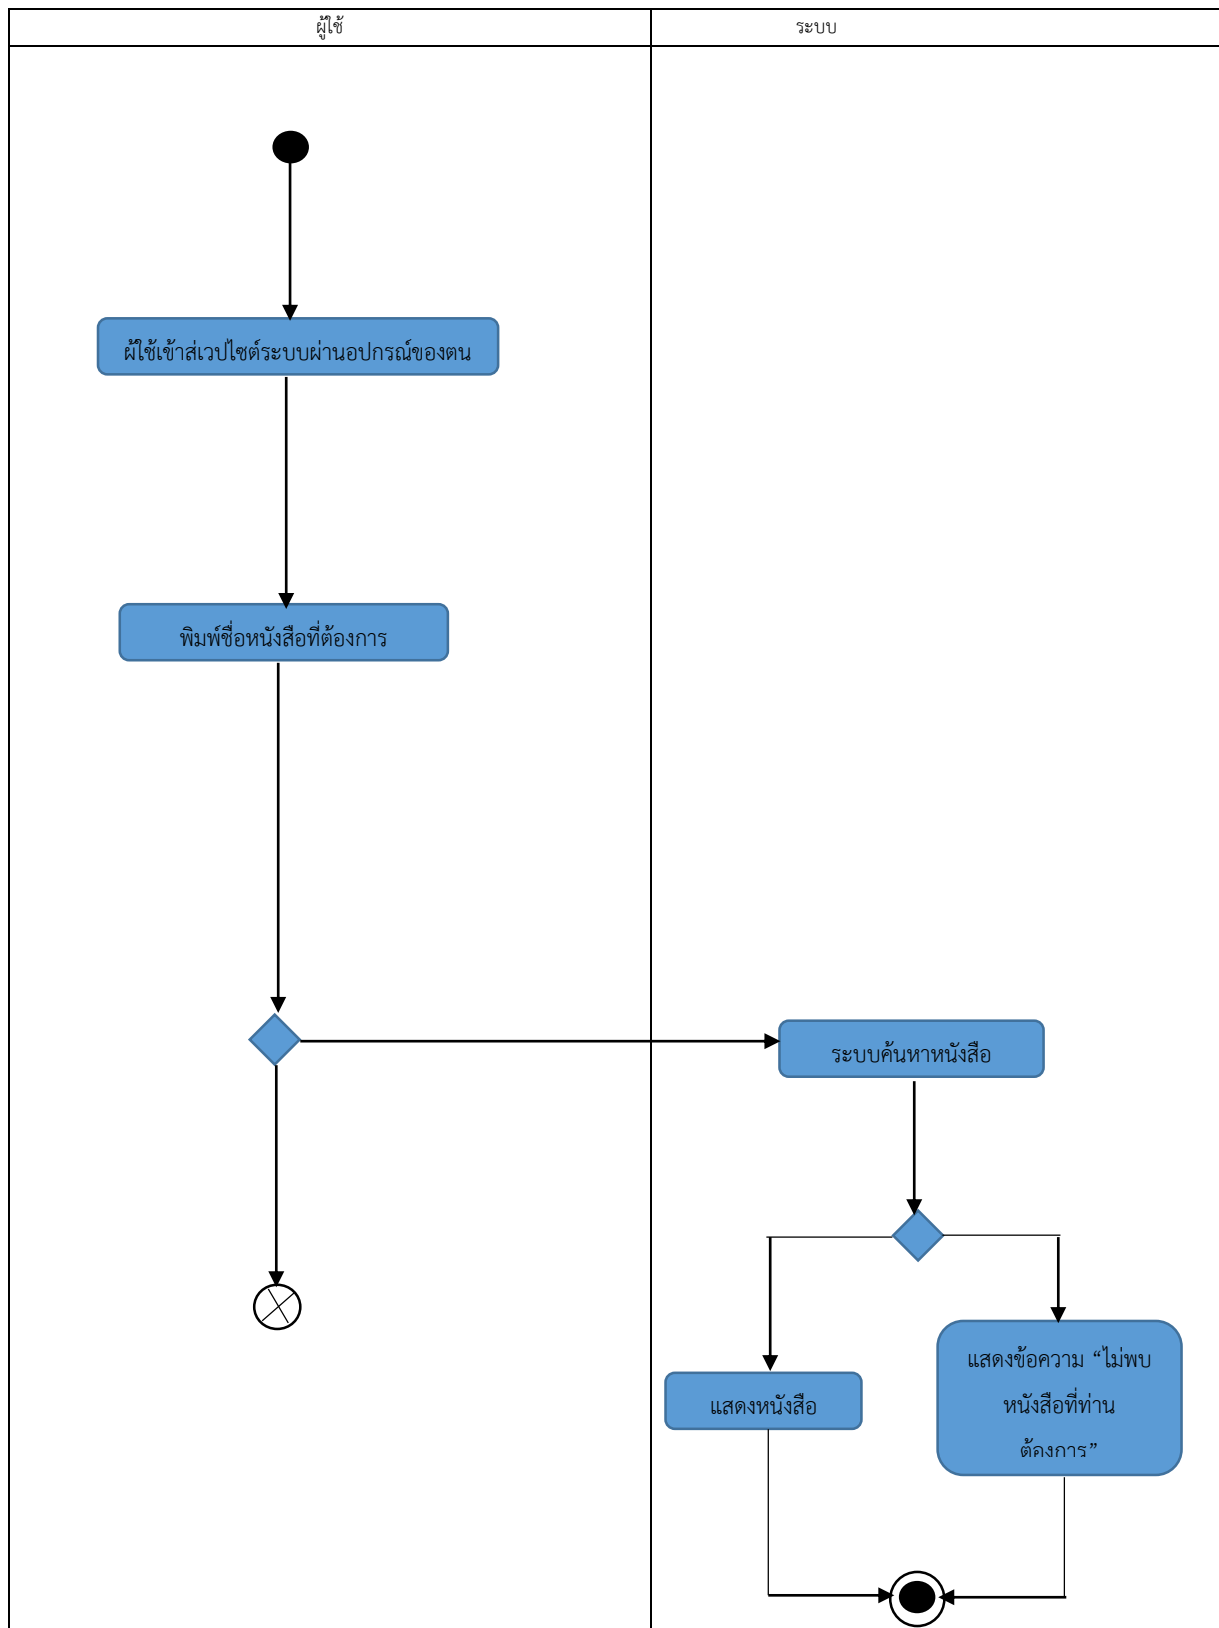 ผู้ใช้
ระบบ
ผ้ใช้เข้าส่เวปไซต์ระบบผ่านอปกรณ์ของตน
พิมพ์ชื่อหนังสือที่ต้องการ
ระบบค้นหาหนังสือ
แสดงหนังสือ
แสดงข้อความ “ไม่พบ
หนังสือที่ท่าน
ต้องการ”